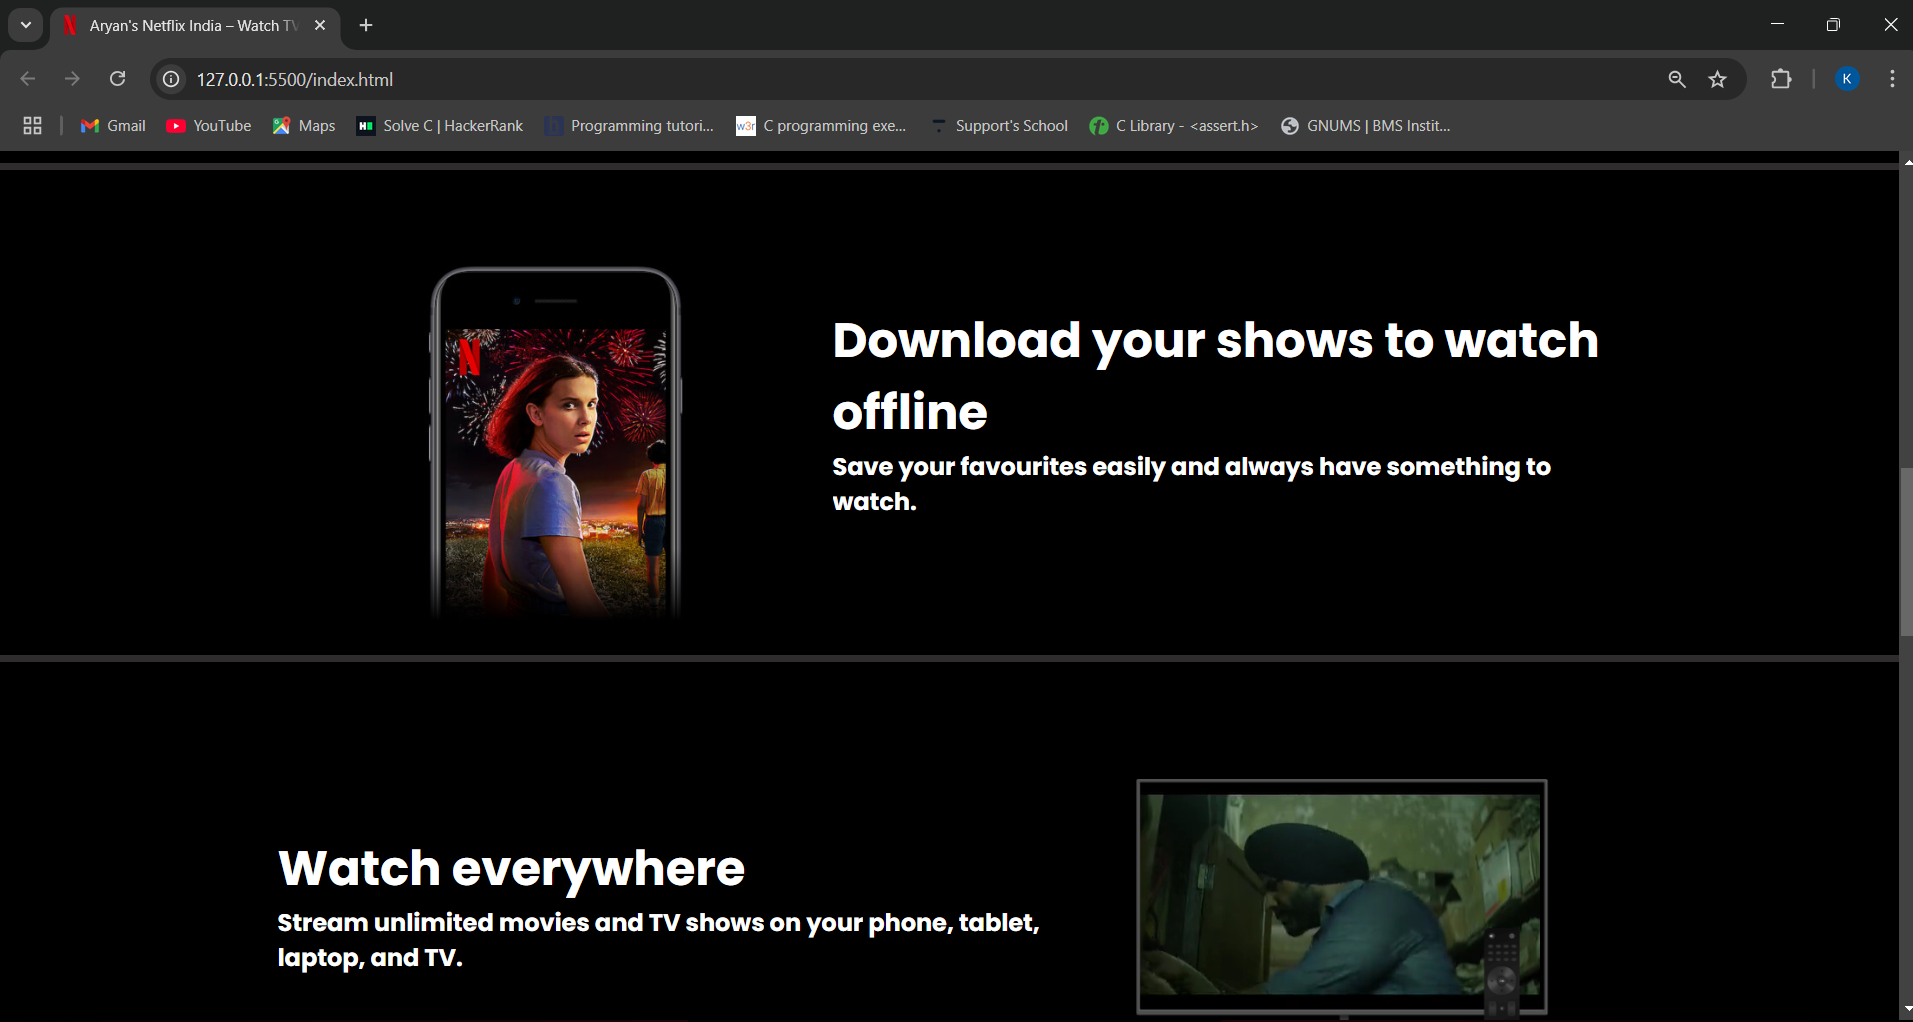 Aryan's Netflix India – Watch TV
127.0.0.1:5500/index.html
K
Gmail
YouTube
Maps
Solve C | HackerRank
Programming tutori...
w3r
C programming exe...
Support's School
C Library - <assert.h>
GNUMS | BMS Instit...
N
Download your shows to watch
offline
Save your favourites easily and always have something to
watch.
Watch everywhere
Stream unlimited movies and TV shows on your phone, tablet,
laptop, and TV.